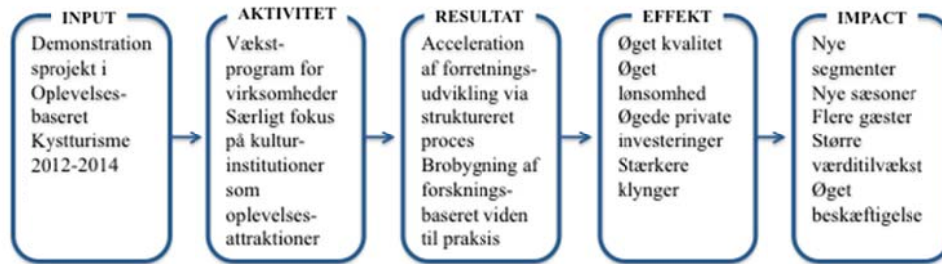 INPUT
Demonstration
sprojekt i
Oplevelses-
baseret
Kystturisme
2012-2014
AKTIVITET
Vækst-
program for
virksomheder
Særligt fokus
på kultur-
institutioner
som
oplevelses-
attraktioner
RESULTAT
Acceleration
af forretnings-
udvikling via
struktureret
proces
Brobygning af
forsknings-
baseret viden
til praksis
EFFEKT
Øget kvalitet
Øget
lønsomhed
Øgede private
investeringer
Stærkere
klynger
IMPACT
Nye
segmenter
Nye sæsoner
Flere gæster
Større
værditilvækst
Øget
beskæftigelse